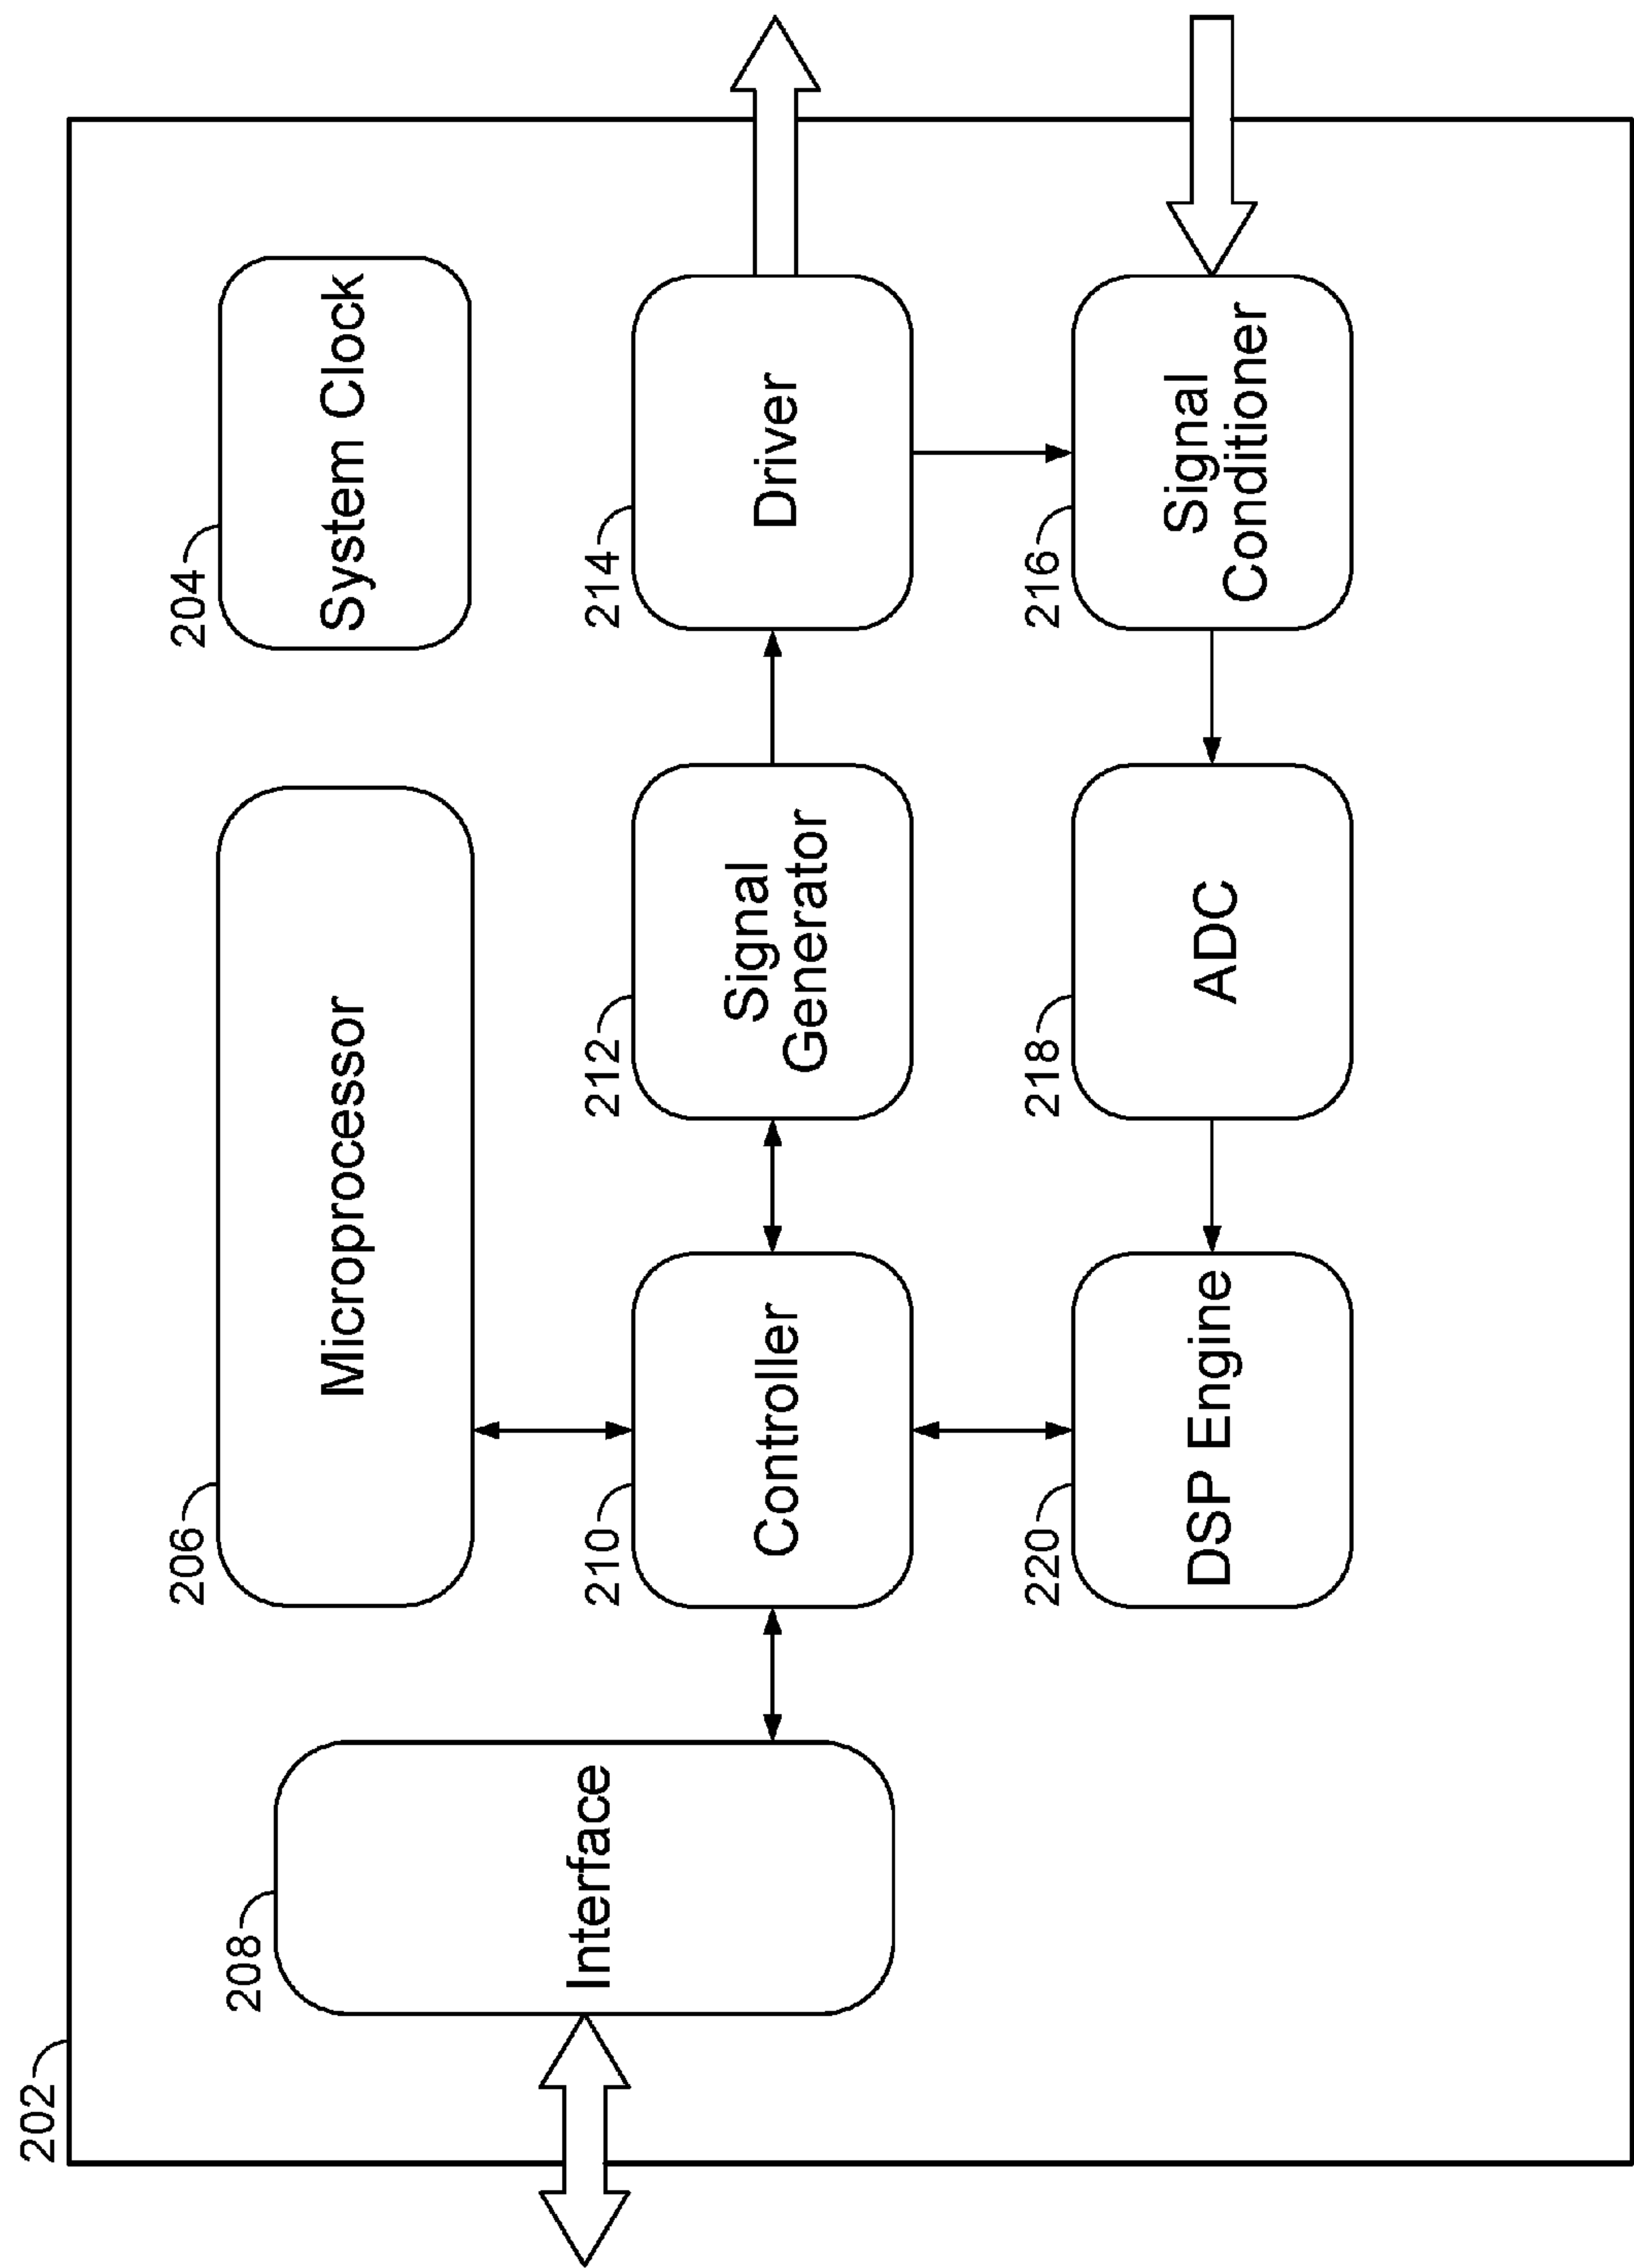 202
204
System Clock
206
Microprocessor
208
Interface
210
Controller
212
Signal
Generator
214
Driver
216
Signal
Conditioner
218
ADC
220
DSP Engine